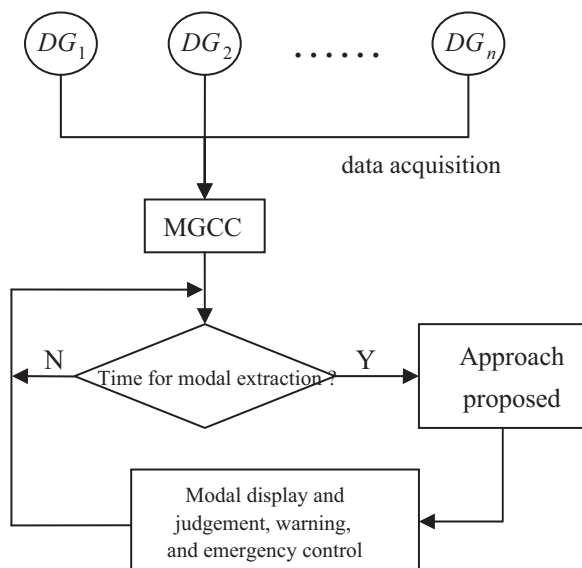 DG₁ DG₂ ...... DGₙ
data acquisition
MGCC
N
Time for modal extraction ?
Y
Approach
proposed
Modal display and
judgement, warning,
and emergency control